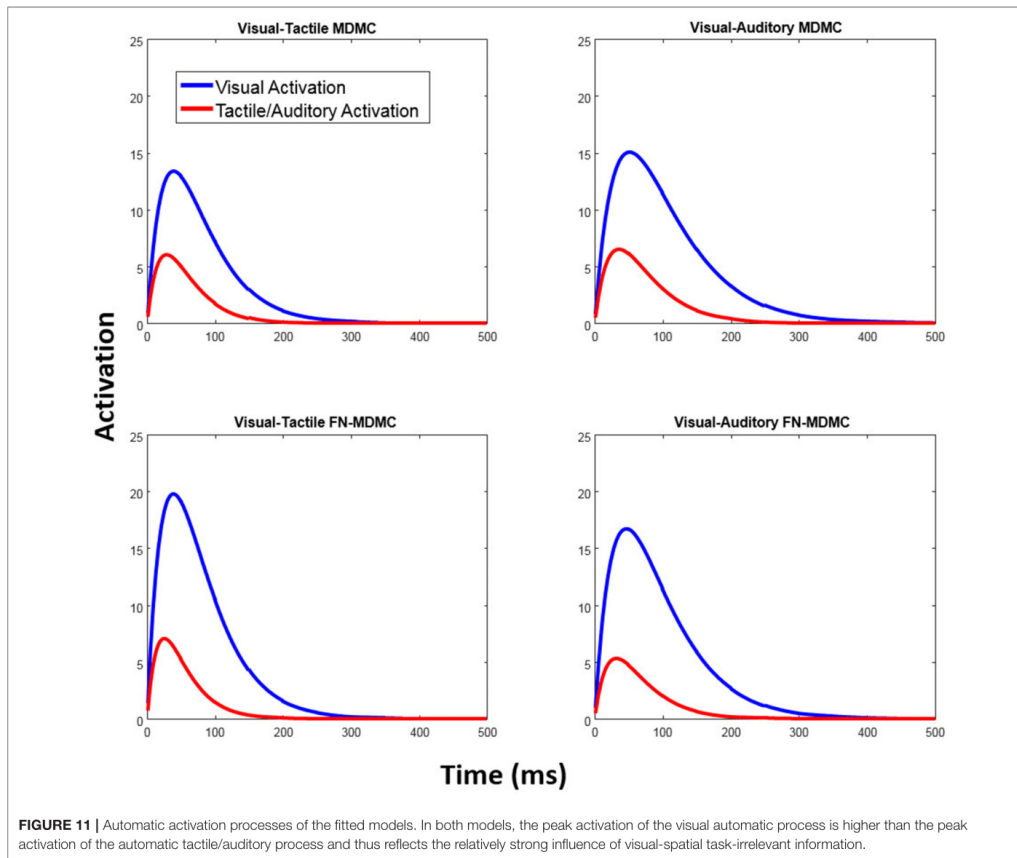 Visual-Tactile MDMC
Visual-Auditory MDMC
25
20
15
10
5
0
Visual Activation
Tactile/Auditory Activation
0 100 200 300 400 500
25
20
15
10
5
0
0 100 200 300 400 500
Activation
Visual-Tactile FN-MDMC
Visual-Auditory FN-MDMC
25
20
15
10
5
0
0 100 200 300 400 500
25
20
15
10
5
0
0 100 200 300 400 500
Time (ms)
FIGURE 11 | Automatic activation processes of the fitted models. In both models, the peak activation of the visual automatic process is higher than the peak
activation of the automatic tactile/auditory process and thus reflects the relatively strong influence of visual-spatial task-irrelevant information.